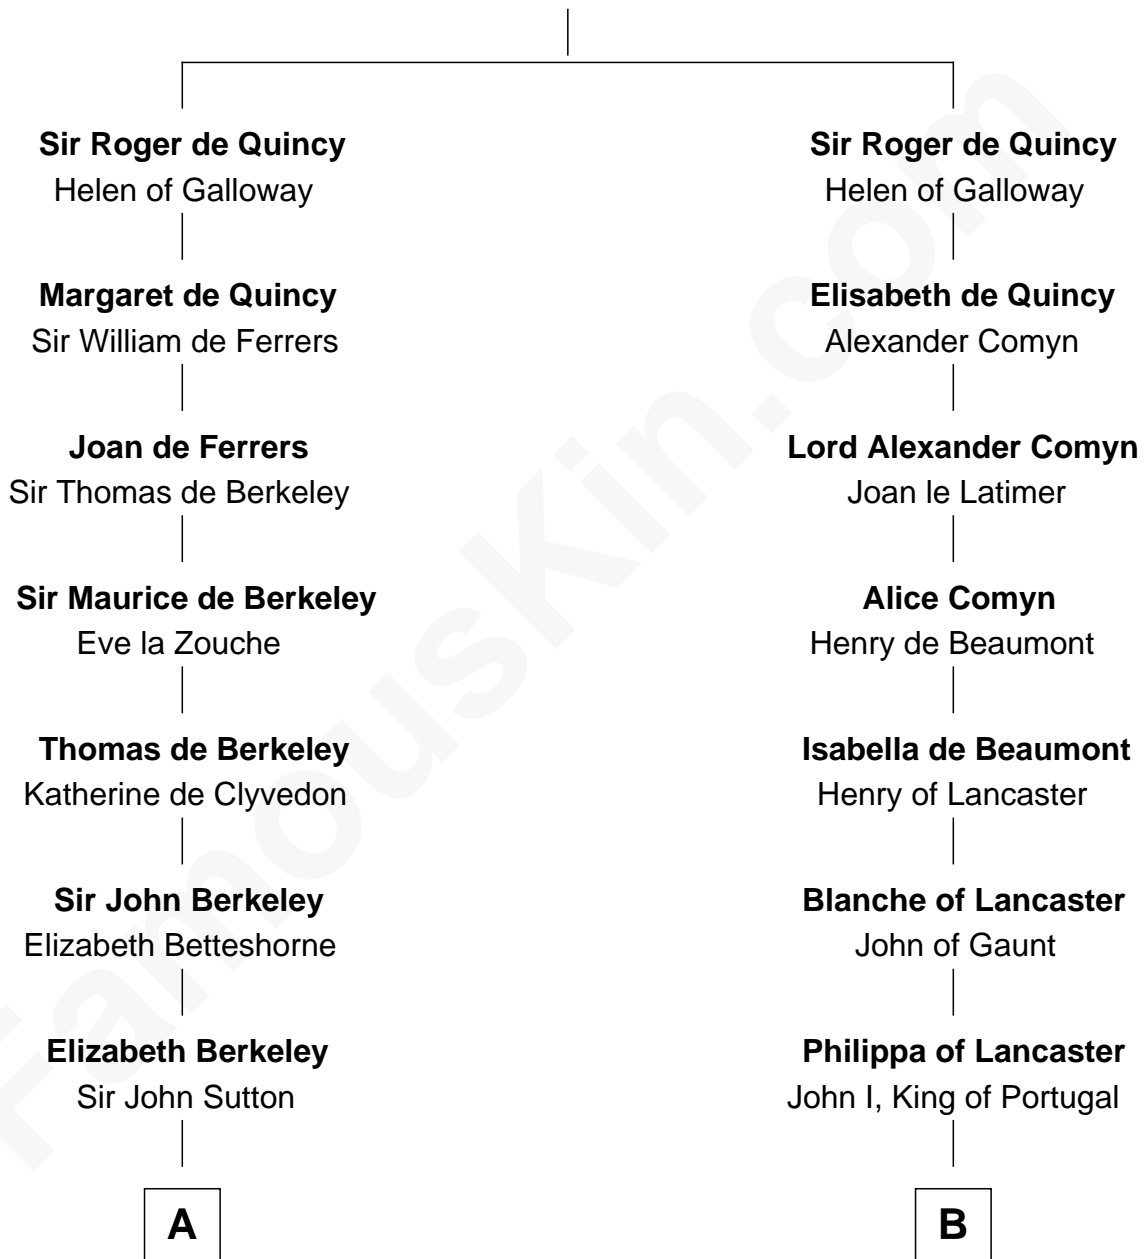 Sir Roger de Quincy
Helen of Galloway
Margaret de Quincy
Sir William de Ferrers
Joan de Ferrers
Sir Thomas de Berkeley
Sir Maurice de Berkeley
Eve la Zouche
Thomas de Berkeley
Katherine de Clyvedon
Sir John Berkeley
Elizabeth Betteshorne
Elizabeth Berkeley
Sir John Sutton
A
Sir Roger de Quincy
Helen of Galloway
Elisabeth de Quincy
Alexander Comyn
Lord Alexander Comyn
Joan le Latimer
Alice Comyn
Henry de Beaumont
Isabella de Beaumont
Henry of Lancaster
Blanche of Lancaster
John of Gaunt
Philippa of Lancaster
John I, King of Portugal
B
FamousKin.com